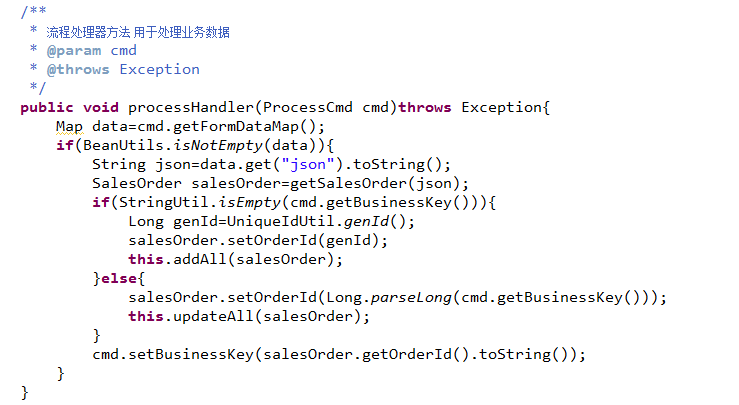 /**
 * 流程处理器方法 用于处理业务数据
 * @param cmd
 * @throws Exception
 */
public void processHandler(ProcessCmd cmd)throws Exception{
    Map data=cmd.getFormDataMap();
    if(BeanUtils.isNotEmpty(data)){
        String json=data.get("json").toString();
        SalesOrder salesOrder=getSalesOrder(json);
        if(StringUtil.isEmpty(cmd.getBusinessKey())){
            Long genId=UniqueIdUtil.genId();
            salesOrder.setOrderId(genId);
            this.addAll(salesOrder);
        }else{
            salesOrder.setOrderId(Long.parseLong(cmd.getBusinessKey()));
            this.updateAll(salesOrder);
        }
        cmd.setBusinessKey(salesOrder.getOrderId().toString());
    }
}